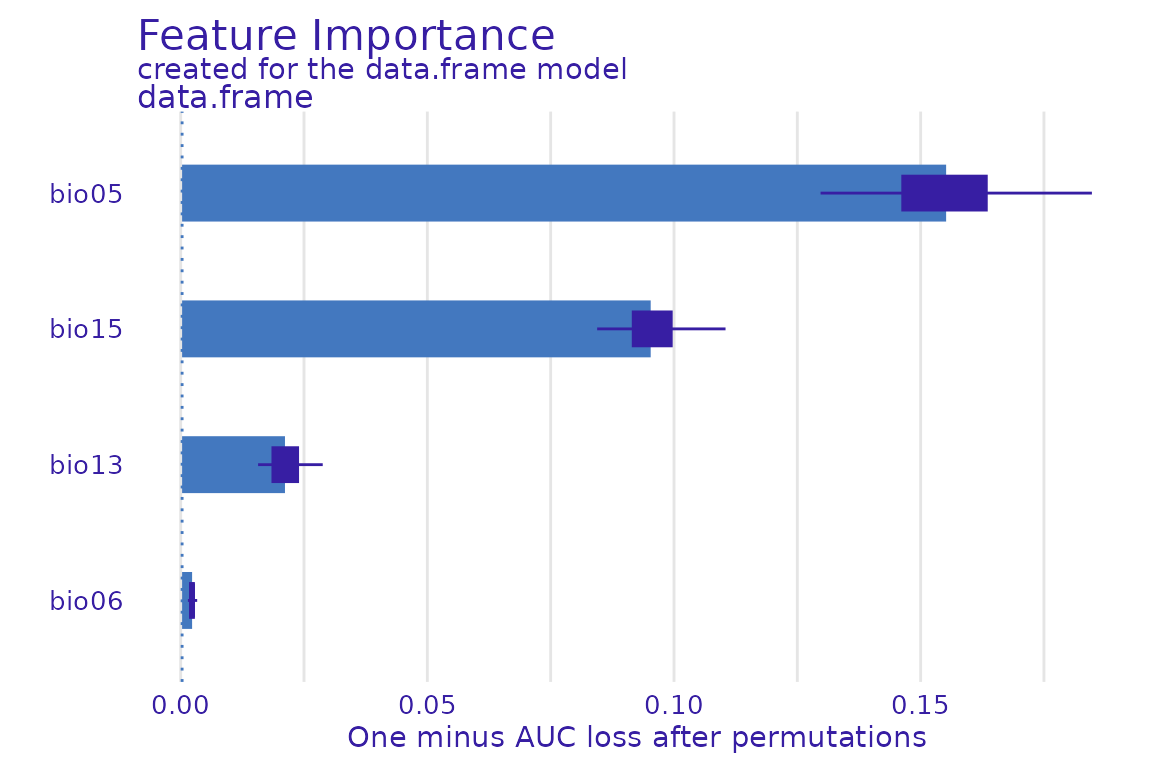 Feature Importance
created for the data.frame model
data.frame
bio05
bio15
bio13
bio06
0.00 0.05 0.10 0.15
One minus AUC loss after permutations